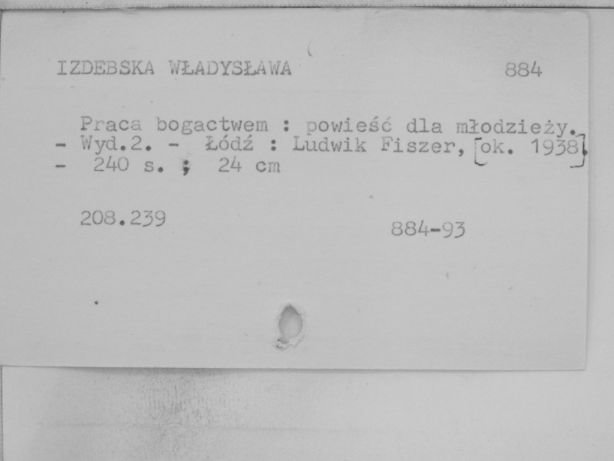 IZDEBSKA WŁADYSŁAWA 884
Praca bogactwem : powieść dla młodzieży.
- Wyd.2. - Łódź : Ludwik Fiszer, [ok. 1938].
- 240 s. ; 24 cm
208.239 884-93